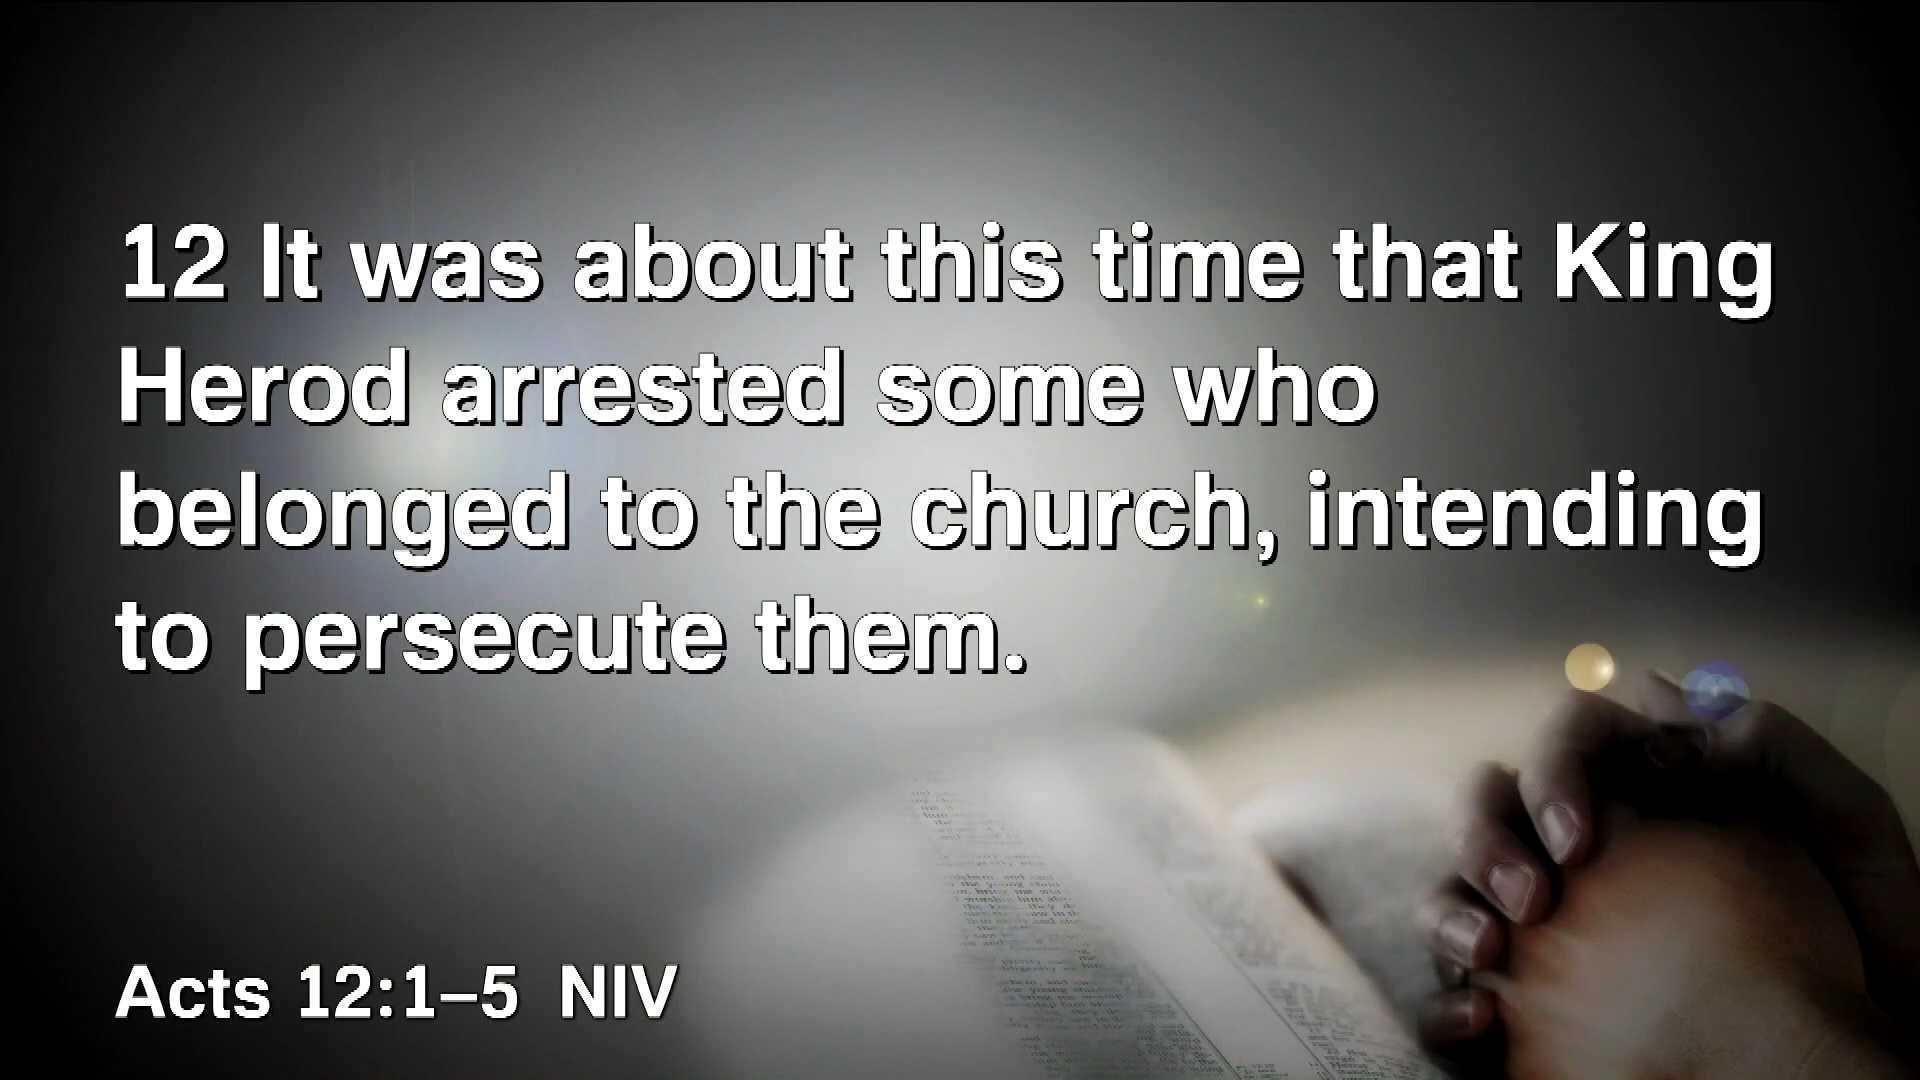 12 It was about this time that King
Herod arrested some who
belonged to the church, intending
to persecute them.
Acts 12:1–5 NIV